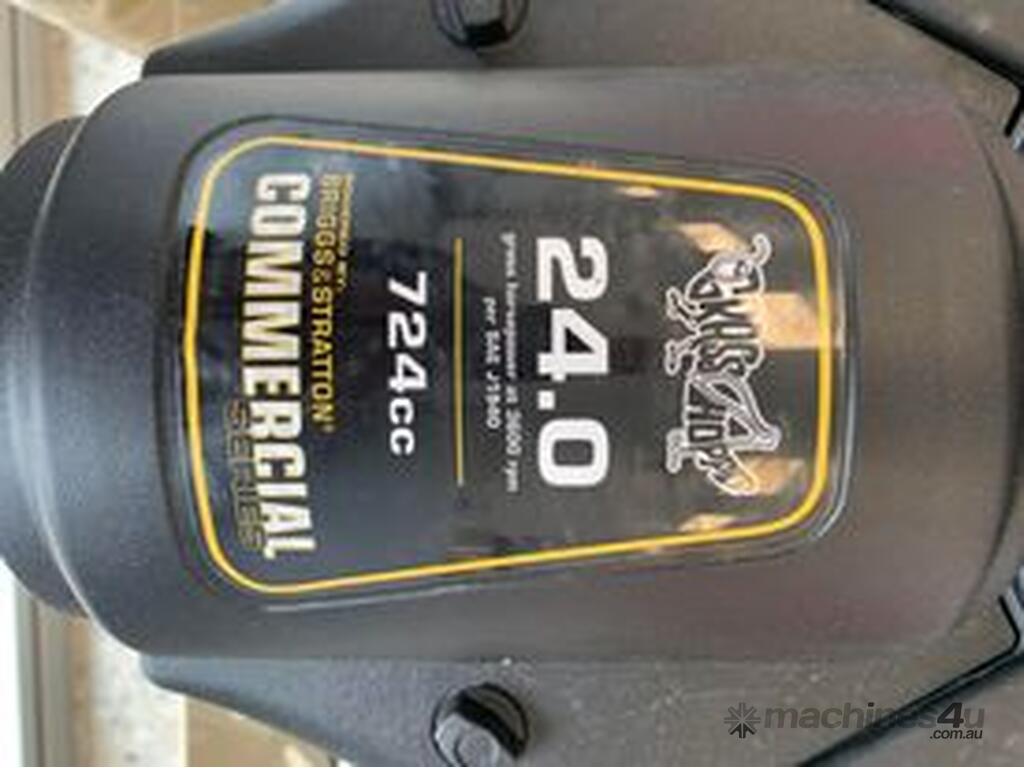 24.0
gross horsepower at 3600 rpm
per SAE J1940
724cc
POWERED BY:
BRIGGS & STRATTON®
COMMERCIAL
SERIES
machines4u
.com.au